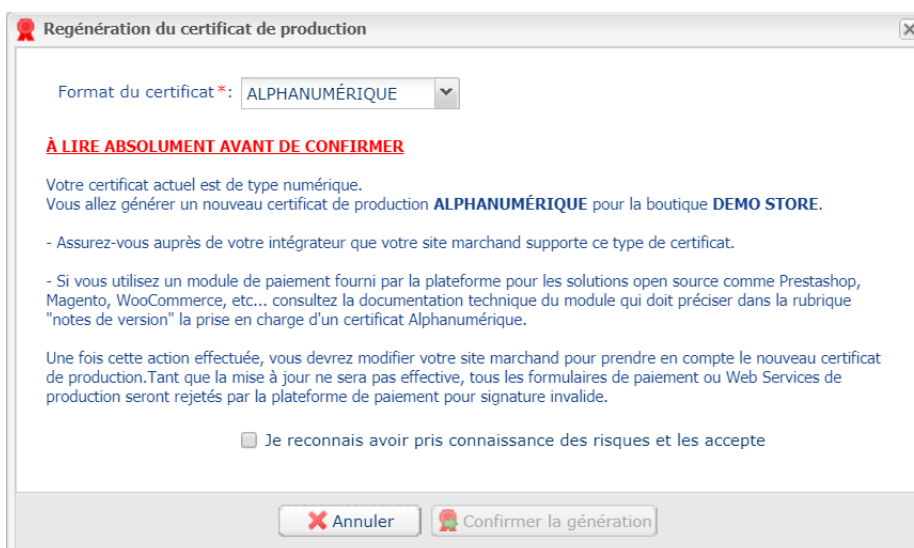 Regénération du certificat de production
Format du certificat*: ALPHANUMÉRIQUE
À LIRE ABSOLUMENT AVANT DE CONFIRMER
Votre certificat actuel est de type numérique.
Vous allez générer un nouveau certificat de production ALPHANUMÉRIQUE pour la boutique DEMO STORE.
- Assurez-vous auprès de votre intégrateur que votre site marchand supporte ce type de certificat.
- Si vous utilisez un module de paiement fourni par la plateforme pour les solutions open source comme Prestashop,
Magento, WooCommerce, etc... consultez la documentation technique du module qui doit préciser dans la rubrique
"notes de version" la prise en charge d'un certificat Alphanumérique.
Une fois cette action effectuée, vous devrez modifier votre site marchand pour prendre en compte le nouveau certificat
de production.Tant que la mise à jour ne sera pas effective, tous les formulaires de paiement ou Web Services de
production seront rejetés par la plateforme de paiement pour signature invalide.
Je reconnais avoir pris connaissance des risques et les accepte
Annuler Confirmer la génération